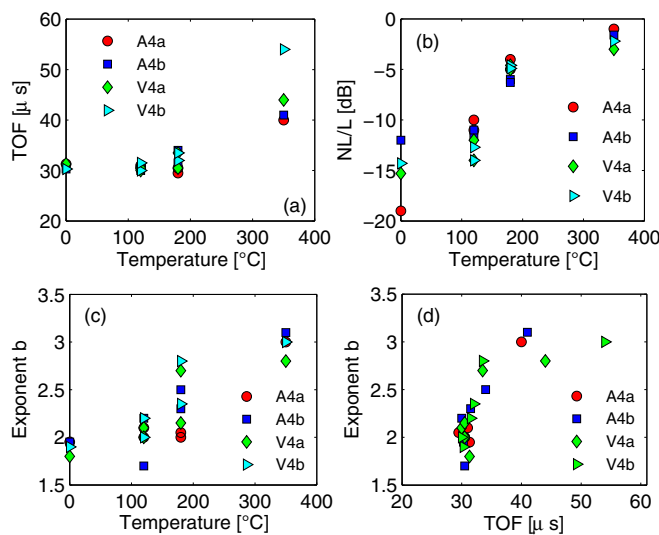 60
50
40
30
20
TOF [μ s]
A4a
A4b
V4a
V4b
(a)
0 100 200 300 400
Temperature [°C]
0
−5
−10
−15
−20
NL/L [dB]
(b)
A4a
A4b
V4a
V4b
0 100 200 300 400
Temperature [°C]
3.5
3
2.5
2
1.5
Exponent b
(c)
A4a
A4b
V4a
V4b
0 100 200 300 400
Temperature [°C]
3.5
3
2.5
2
1.5
Exponent b
(d)
A4a
A4b
V4a
V4b
20 30 40 50 60
TOF [μ s]